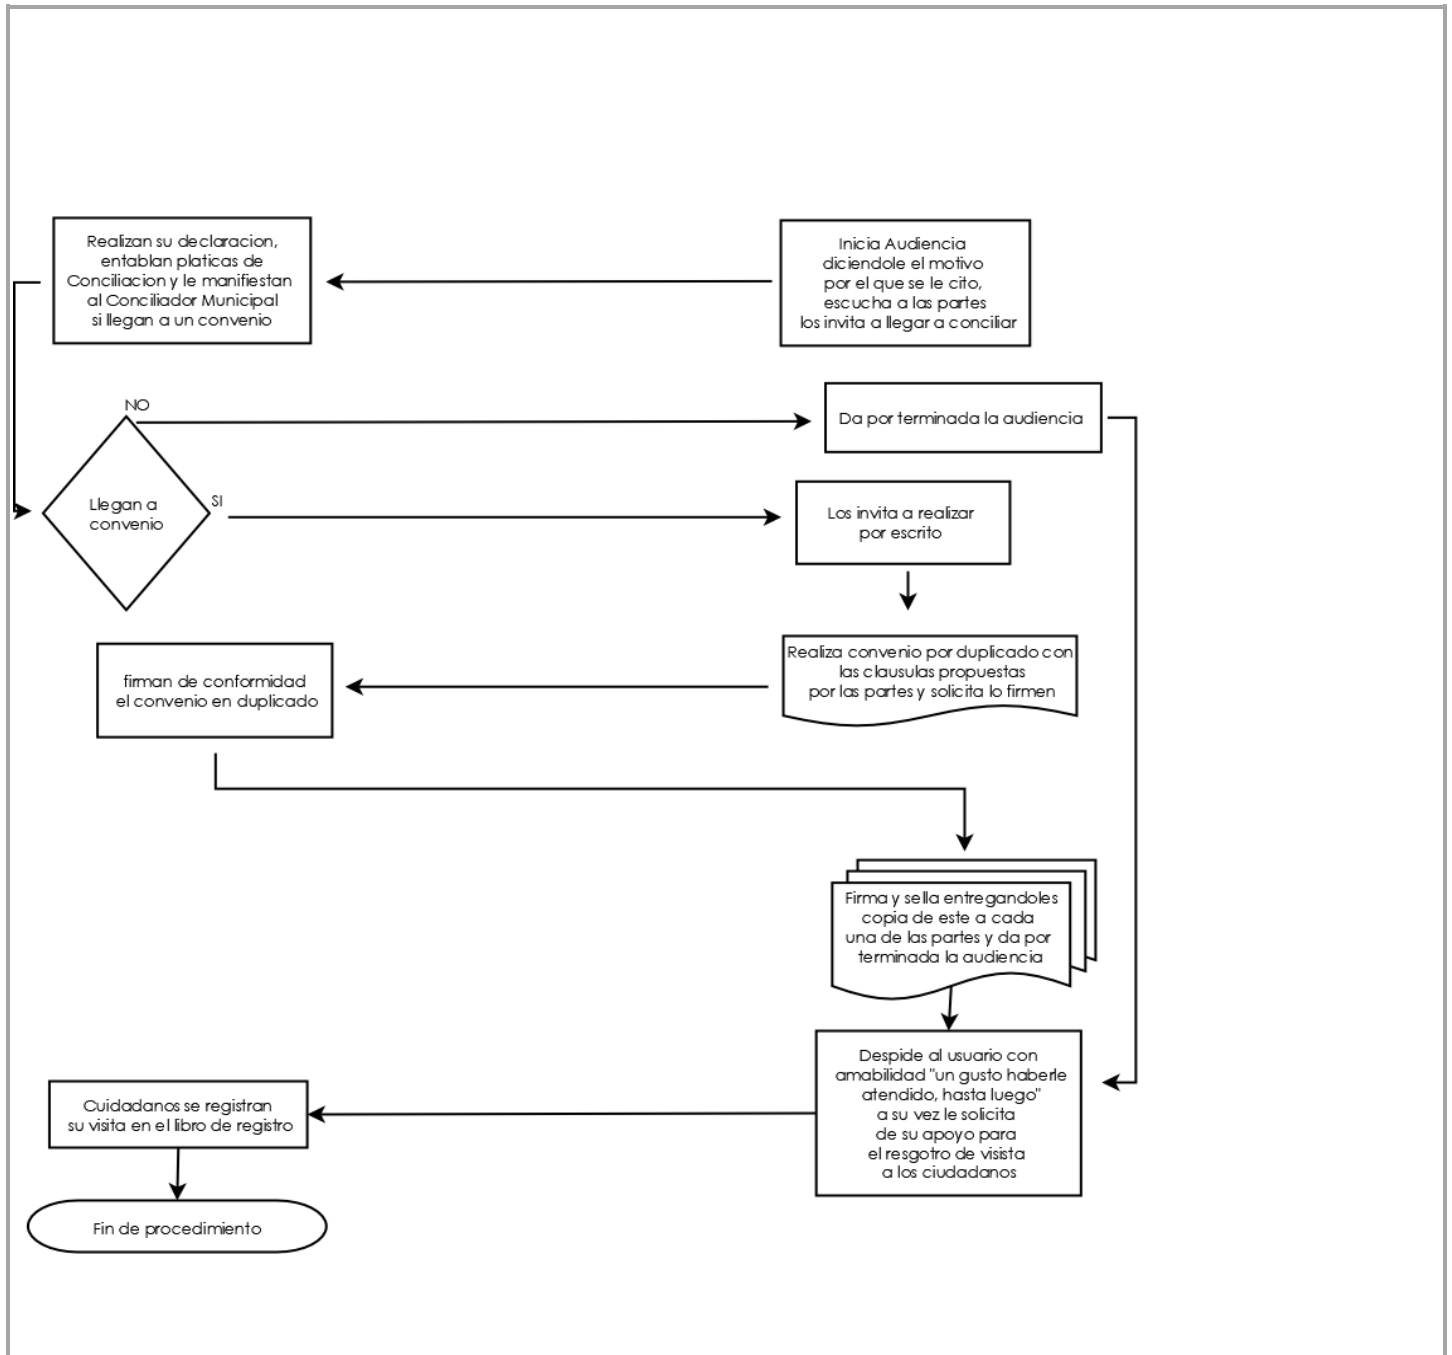 Realizan su declaracion,
entablan platicas de
Conciliacion y le manifiestan
al Conciliador Municipal
si llegan a un convenio
Inicia Audiencia
diciendole el motivo
por el que se le cito,
escucha a las partes
los invita a llegar a conciliar
NO
Da por terminada la audiencia
Llegan a
convenio
SI
Los invita a realizar
por escrito
Realiza convenio por duplicado con
las clausulas propuestas
por las partes y solicita lo firmen
firman de conformidad
el convenio en duplicado
Firma y sella entregandoles
copia de este a cada
una de las partes y da por
terminada la audiencia
Despide al usuario con
amabilidad "un gusto haberle
atendido, hasta luego"
a su vez le solicita
de su apoyo para
el resgotro de visista
a los ciudadanos
Cuidadanos se registran
su visita en el libro de registro
Fin de procedimiento